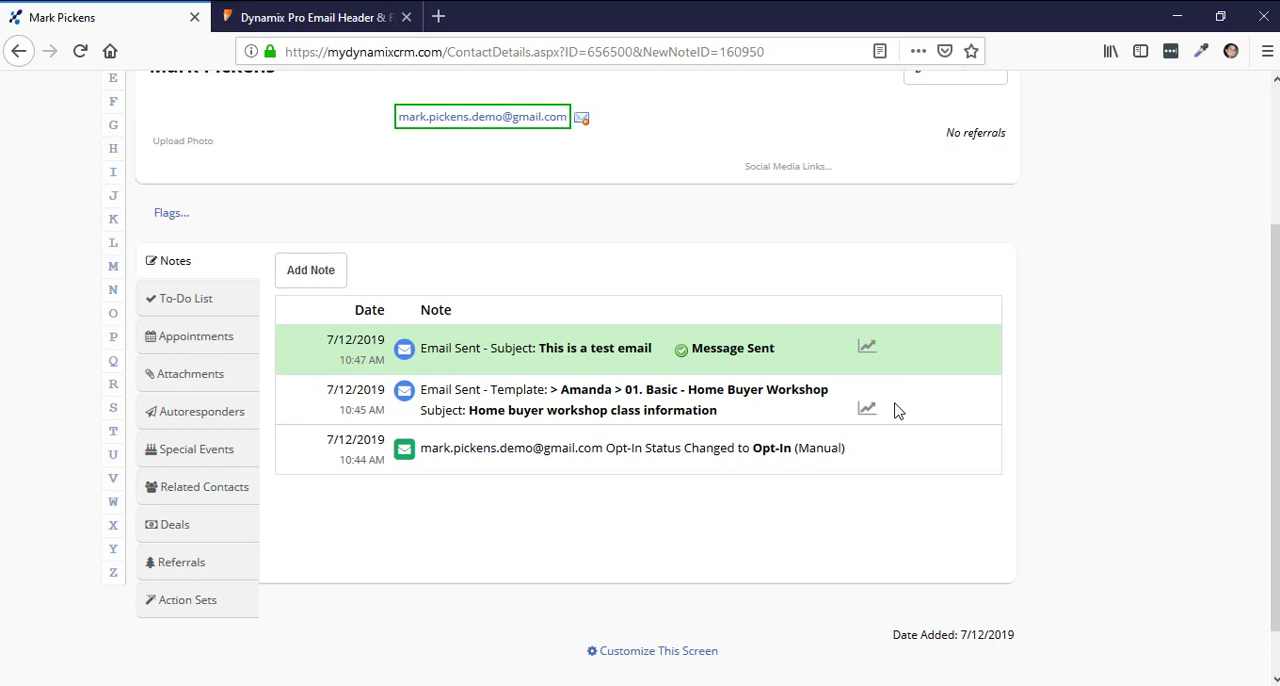 Mark Pickens
Dynamix Pro Email Header &
https://mydynamixcrm.com/ContactDetails.aspx?ID=656500&NewNoteID=160950
Mark Pickens
mark.pickens.demo@gmail.com
No referrals
Upload Photo
Social Media Links...
Flags...
E
F
G
H
I
J
K
L
M
N
O
P
Q
R
S
T
U
V
W
X
Y
Z
Notes
To-Do List
Appointments
Attachments
Autoresponders
Special Events
Related Contacts
Deals
Referrals
Action Sets
Add Note
Date Note
7/12/2019
10:47 AM
Email Sent - Subject: This is a test email Message Sent
7/12/2019
10:45 AM
Email Sent - Template: > Amanda > 01. Basic - Home Buyer Workshop
Subject: Home buyer workshop class information
7/12/2019
10:44 AM
mark.pickens.demo@gmail.com Opt-In Status Changed to Opt-In (Manual)
Date Added: 7/12/2019
Customize This Screen